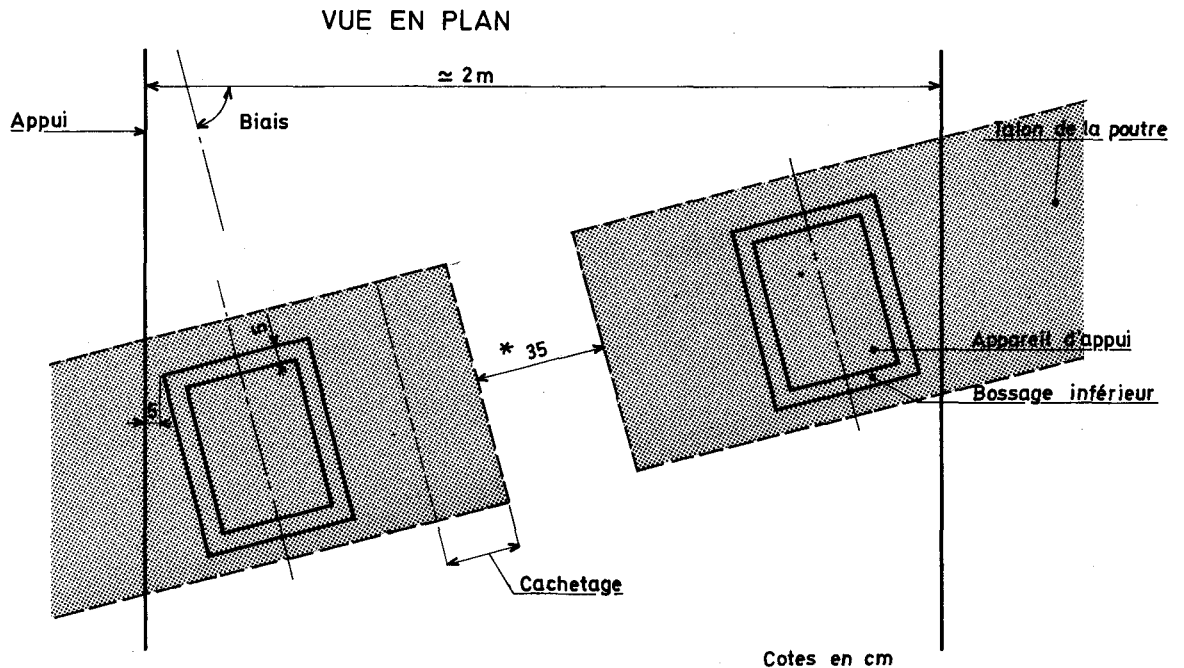 VUE EN PLAN
≃ 2m
Appui
Biais
Talon de la poutre
5
* 35
Appareil d'appui
5
Bossage inférieur
Cachetage
Cotes en cm